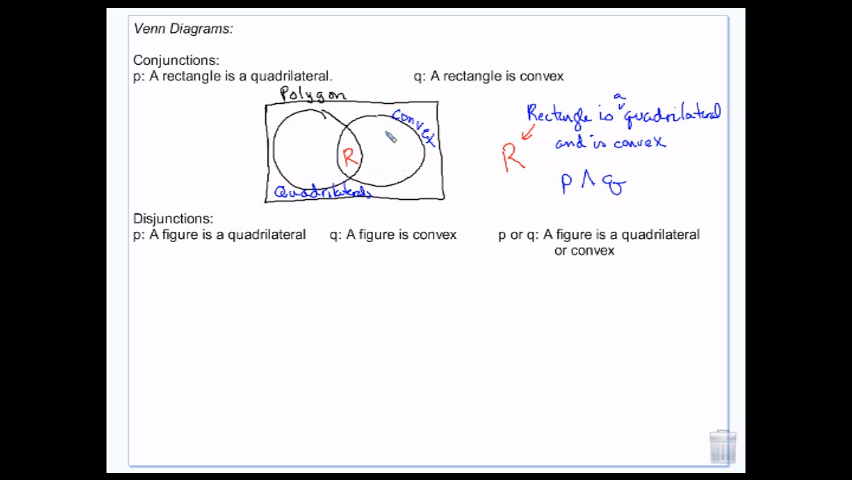 Venn Diagrams:
Conjunctions:
p: A rectangle is a quadrilateral.
q: A rectangle is convex
Polygon
convex
R
Quadrilaterals
a
Rectangle is quadrilateral
and is convex
R
p ∧ q
Disjunctions:
p: A figure is a quadrilateral
q: A figure is convex
p or q: A figure is a quadrilateral
or convex